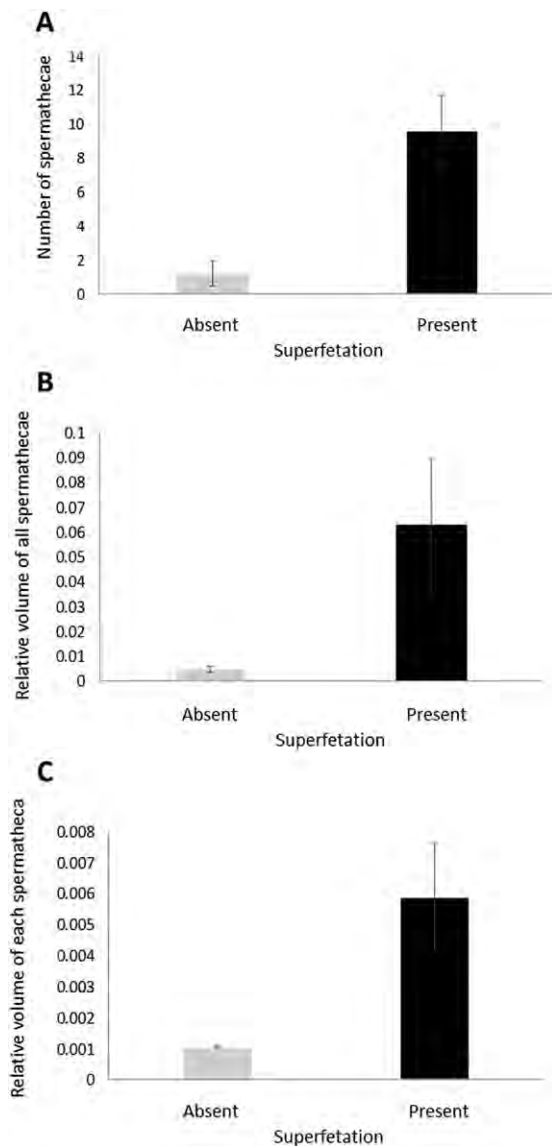 A
Number of spermathecae
14
12
10
8
6
4
2
0
Absent Present
Superfetation
B
Relative volume of all spermathecae
0.1
0.09
0.08
0.07
0.06
0.05
0.04
0.03
0.02
0.01
0
Absent Present
Superfetation
C
Relative volume of each spermatheca
0.008
0.007
0.006
0.005
0.004
0.003
0.002
0.001
0
Absent Present
Superfetation